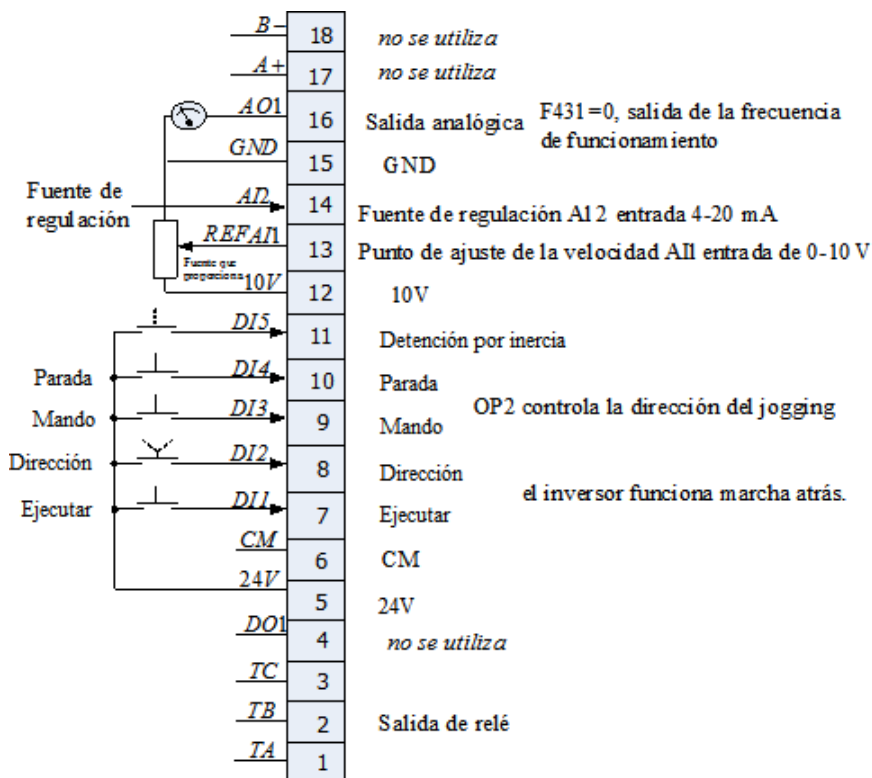 B− 18 no se utiliza
A+ 17 no se utiliza
AO1 16 Salida analógica F431=0, salida de la frecuencia
de funcionamiento
GND 15 GND
Fuente de
regulación
AI2 14 Fuente de regulación A12 entrada 4-20 mA
REFAI1 13 Punto de ajuste de la velocidad AI1 entrada de 0-10 V
Fuente que
proporciona
10V 12 10V
DI5 11 Detención por inercia
Parada DI4 10 Parada
Mando DI3 9 Mando
OP2 controla la dirección del jogging
Dirección DI2 8 Dirección
el inversor funciona marcha atrás.
Ejecutar DI1 7 Ejecutar
CM 6 CM
24V 5 24V
DO1 4 no se utiliza
TC 3
TB 2 Salida de relé
TA 1